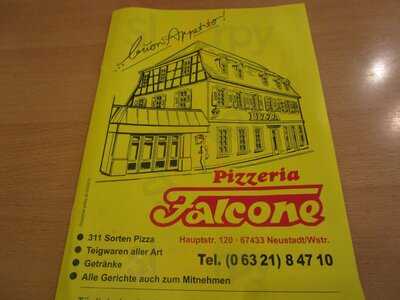 ...buon Appetito!
PIZZA
Pizzeria
Falcone
Hauptstr. 120 · 67433 Neustadt/Wstr.
• 311 Sorten Pizza
• Teigwaren aller Art
• Getränke
• Alle Gerichte auch zum Mitnehmen
Tel. (0 63 21) 8 47 10